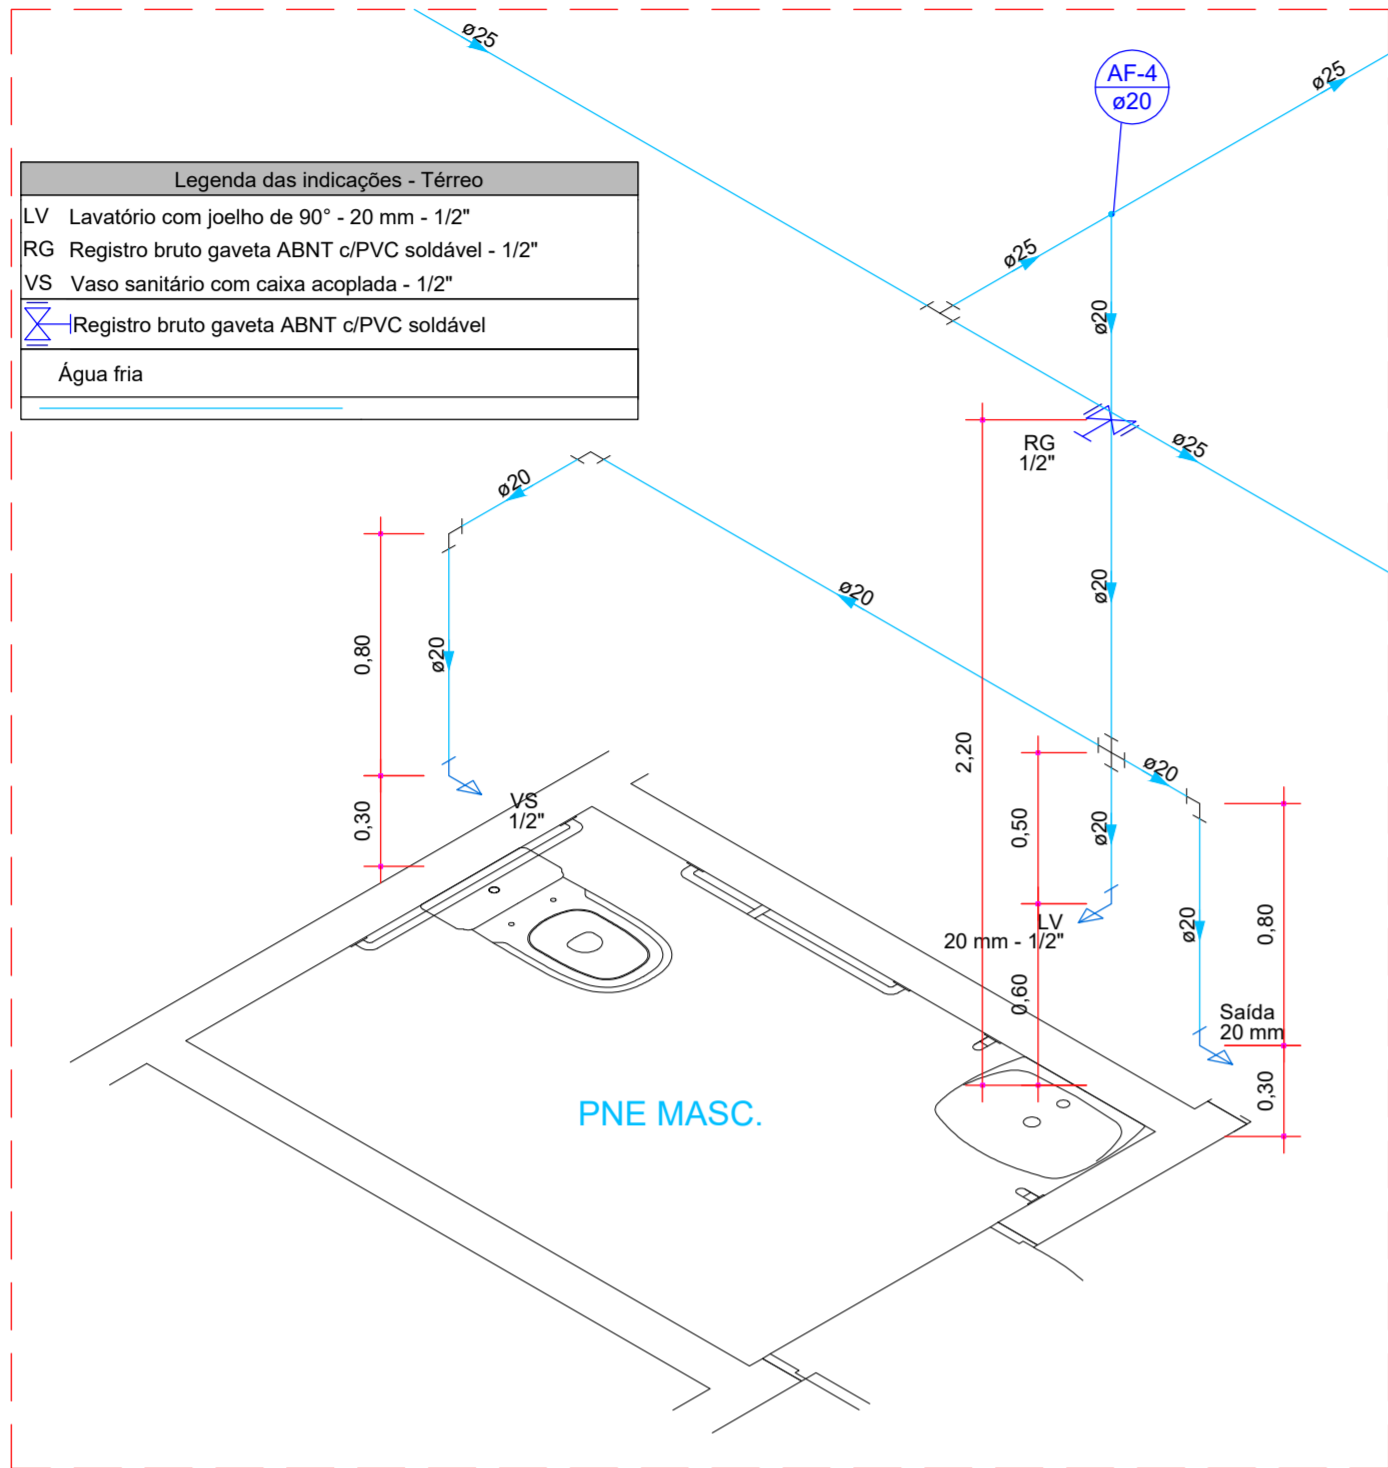 ø25
AF-4
ø20
ø25
Legenda das indicações - Térreo
LV Lavatório com joelho de 90° - 20 mm - 1/2"
RG Registro bruto gaveta ABNT c/PVC soldável - 1/2"
VS Vaso sanitário com caixa acoplada - 1/2"
Registro bruto gaveta ABNT c/PVC soldável
Água fria
ø25
ø20
RG
1/2"
ø25
ø20
ø20
ø20
0,80
ø20
2,20
ø20
0,50
ø20
VS
1/2"
0,30
LV
20 mm - 1/2"
ø20
0,80
0,60
Saída
20 mm
0,30
PNE MASC.